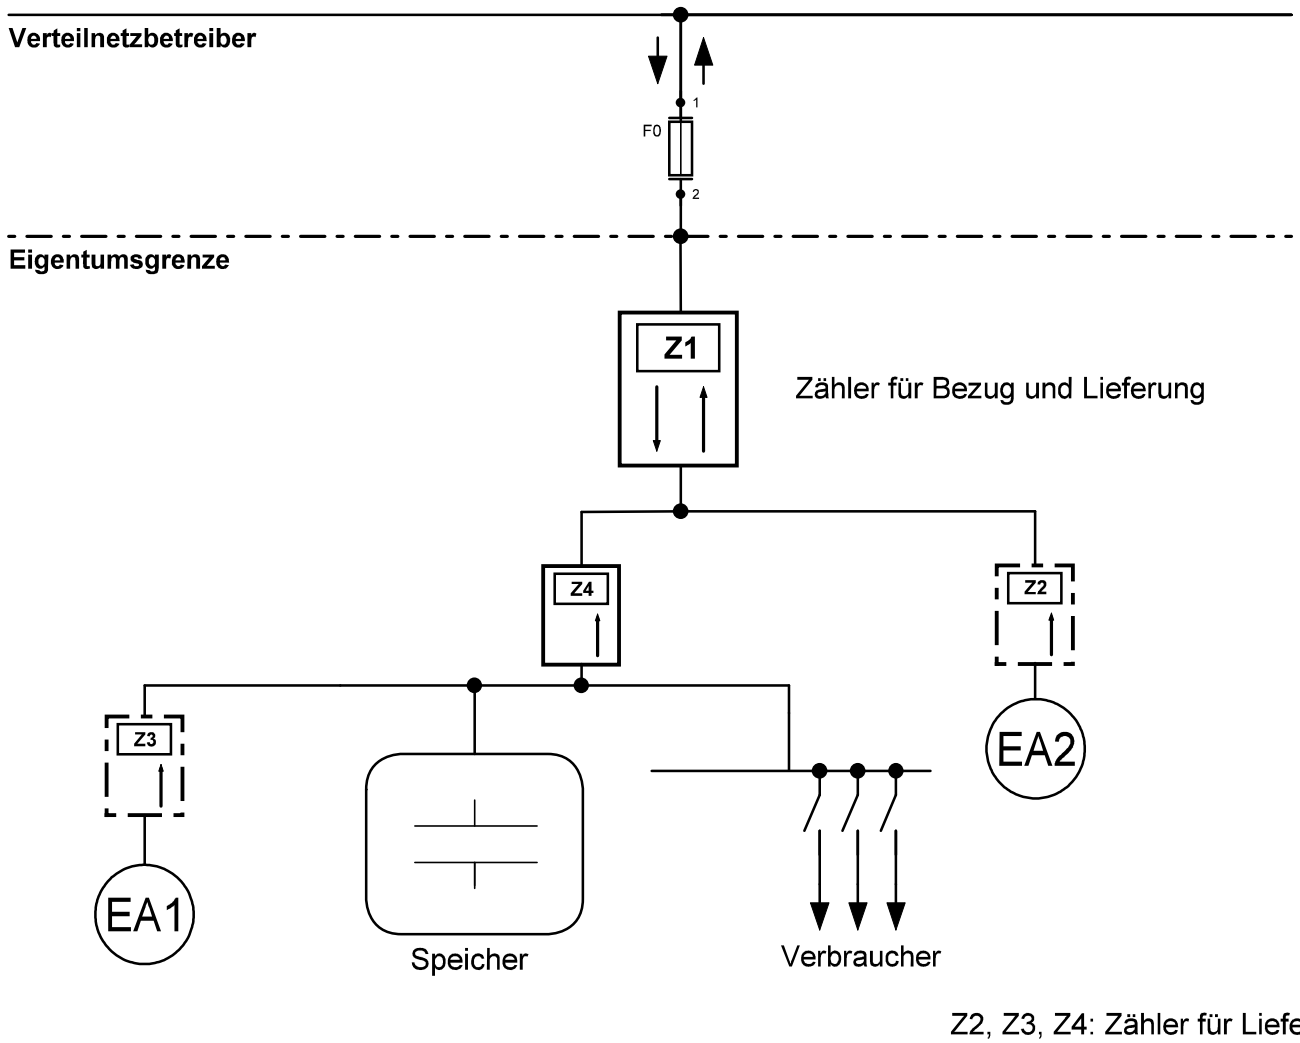 Verteilnetzbetreiber
1
F0
2
Eigentumsgrenze
Z1
Zähler für Bezug und Lieferung
Z4
Z2
Z3
EA2
EA1
Speicher
Verbraucher
Z2, Z3, Z4: Zähler für